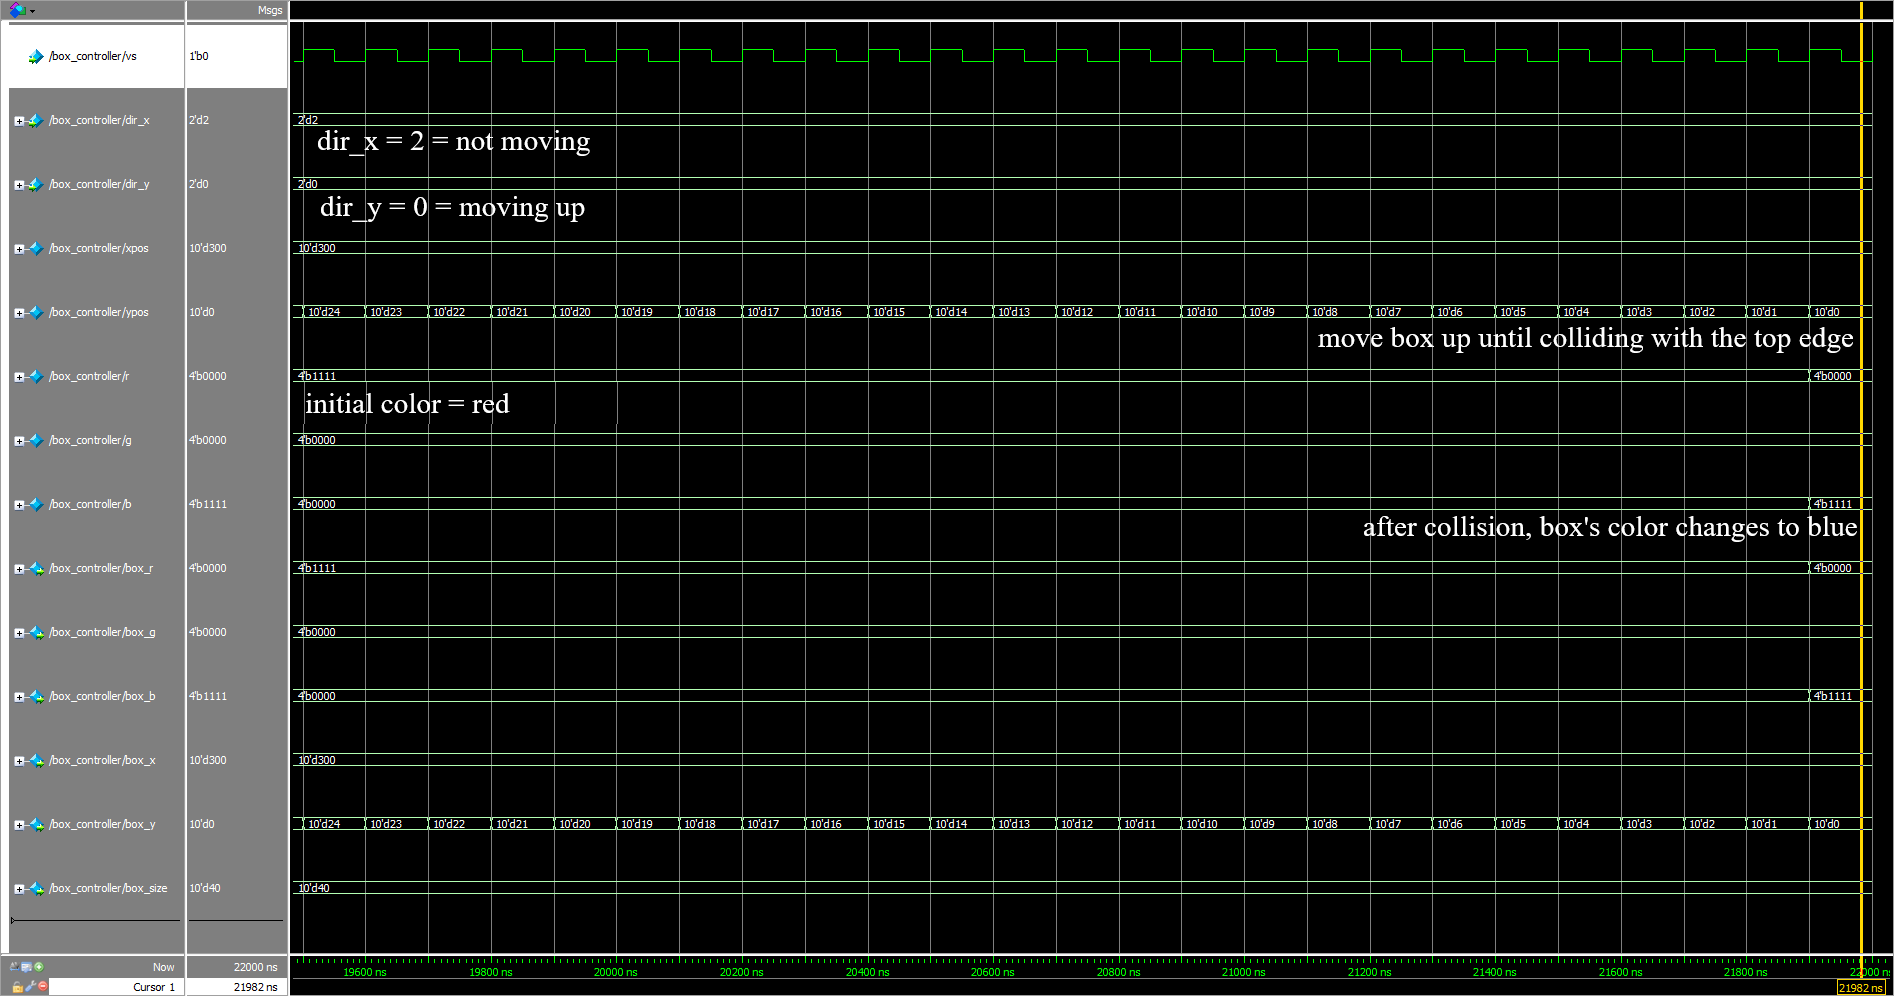 Msgs
/box_controller/vs 1'b0
/box_controller/dir_x 2'd2 2'd2
dir_x = 2 = not moving
/box_controller/dir_y 2'd0 2'd0
dir_y = 0 = moving up
/box_controller/xpos 10'd300 10'd300
/box_controller/ypos 10'd0 10'd24 10'd23 10'd22 10'd21 10'd20 10'd19 10'd18 10'd17 10'd16 10'd15 10'd14 10'd13 10'd12 10'd11 10'd10 10'd9 10'd8 10'd7 10'd6 10'd5 10'd4 10'd3 10'd2 10'd1 10'd0
move box up until colliding with the top edge
/box_controller/r 4'b0000 4'b1111 4'b0000
initial color = red
/box_controller/g 4'b0000 4'b0000
/box_controller/b 4'b1111 4'b0000 4'b1111
after collision, box's color changes to blue
/box_controller/box_r 4'b0000 4'b1111 4'b0000
/box_controller/box_g 4'b0000 4'b0000
/box_controller/box_b 4'b1111 4'b0000 4'b1111
/box_controller/box_x 10'd300 10'd300
/box_controller/box_y 10'd0 10'd24 10'd23 10'd22 10'd21 10'd20 10'd19 10'd18 10'd17 10'd16 10'd15 10'd14 10'd13 10'd12 10'd11 10'd10 10'd9 10'd8 10'd7 10'd6 10'd5 10'd4 10'd3 10'd2 10'd1 10'd0
/box_controller/box_size 10'd40 10'd40
Now 22000 ns 19600 ns 19800 ns 20000 ns 20200 ns 20400 ns 20600 ns 20800 ns 21000 ns 21200 ns 21400 ns 21600 ns 21800 ns 22000 ns
Cursor 1 21982 ns 21982 ns